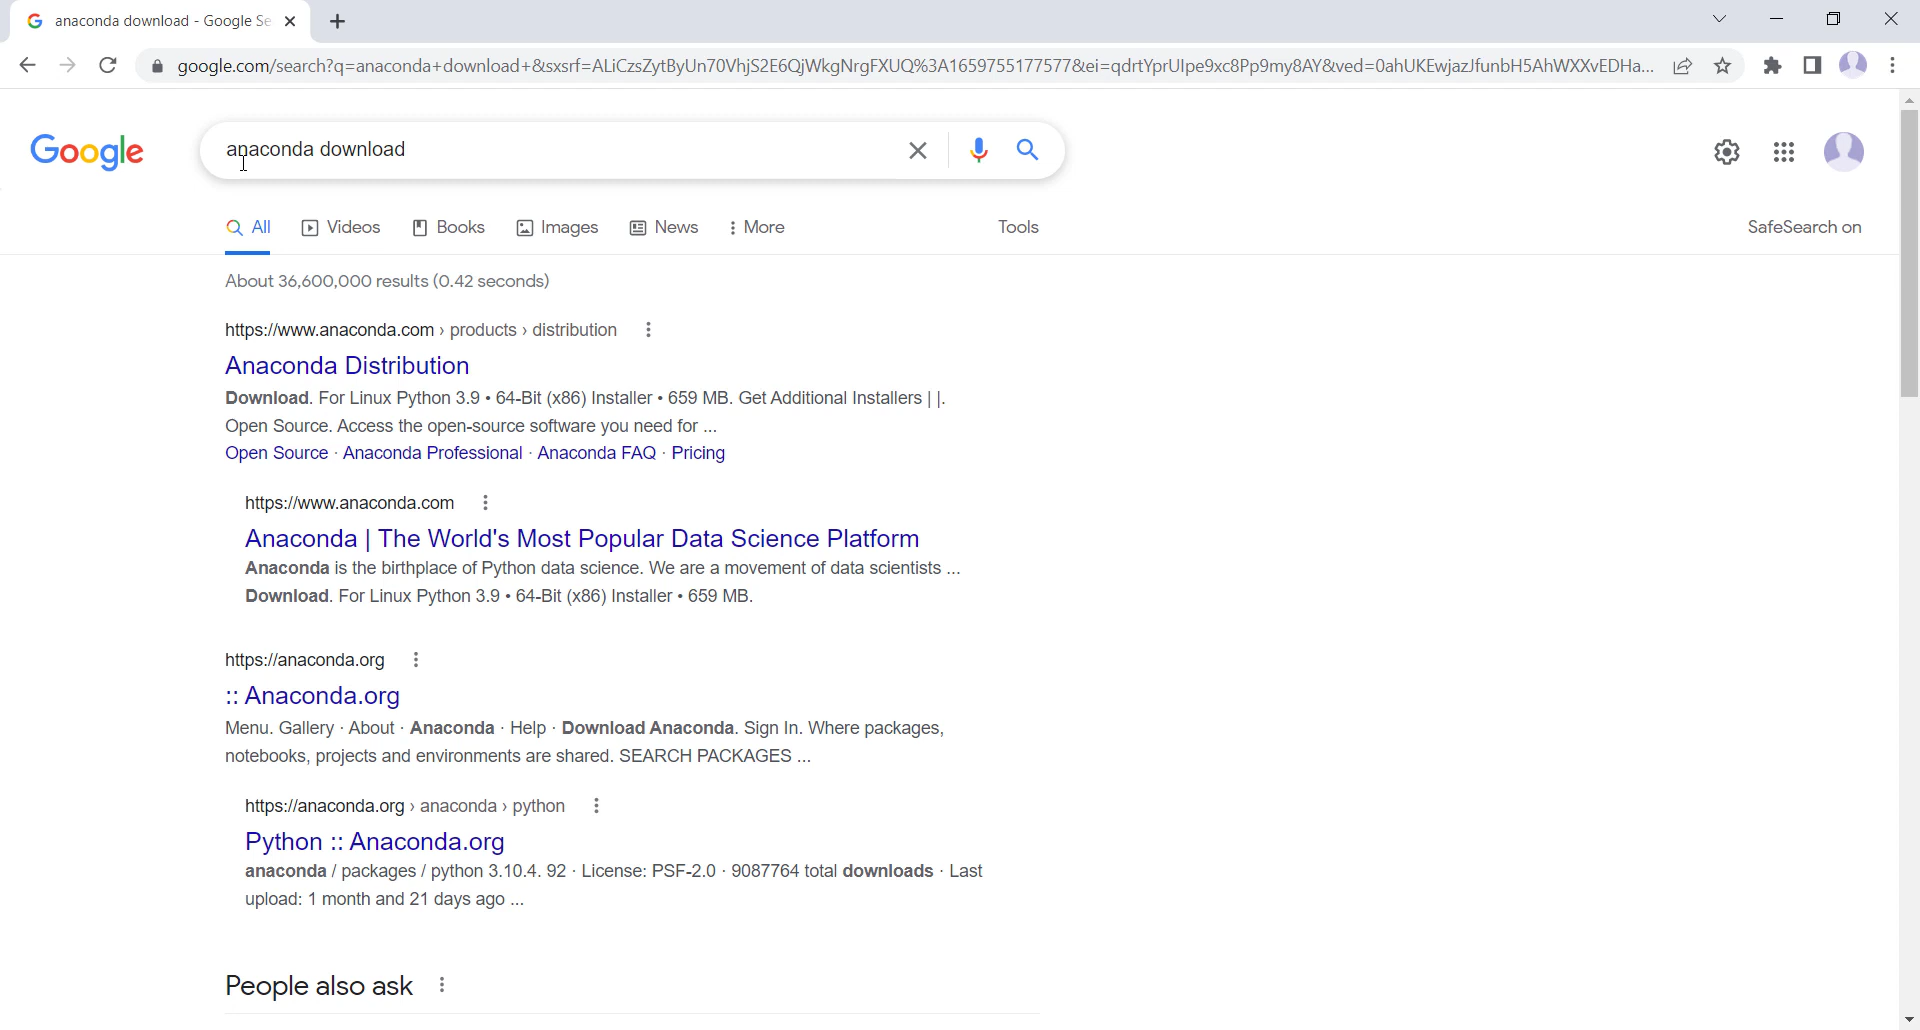 anaconda download - Google Se
google.com/search?q=anaconda+download+&sxsrf=ALiCzsZytByUn70VhjS2E6QjWkgNrgFXUQ%3A1659755177577&ei=qdrtYprUIpe9xc8Pp9my8AY&ved=0ahUKEwjazJfunbH5AhWXXvEDHa...
Google
anaconda download
All Videos Books Images News More Tools SafeSearch on
About 36,600,000 results (0.42 seconds)
https://www.anaconda.com › products › distribution
Anaconda Distribution
Download. For Linux Python 3.9 • 64-Bit (x86) Installer • 659 MB. Get Additional Installers | |.
Open Source. Access the open-source software you need for ...
Open Source · Anaconda Professional · Anaconda FAQ · Pricing
https://www.anaconda.com
Anaconda | The World's Most Popular Data Science Platform
Anaconda is the birthplace of Python data science. We are a movement of data scientists ...
Download. For Linux Python 3.9 • 64-Bit (x86) Installer • 659 MB.
https://anaconda.org
:: Anaconda.org
Menu. Gallery · About · Anaconda · Help · Download Anaconda. Sign In. Where packages,
notebooks, projects and environments are shared. SEARCH PACKAGES ...
https://anaconda.org › anaconda › python
Python :: Anaconda.org
anaconda / packages / python 3.10.4. 92 · License: PSF-2.0 · 9087764 total downloads · Last
upload: 1 month and 21 days ago ...
People also ask